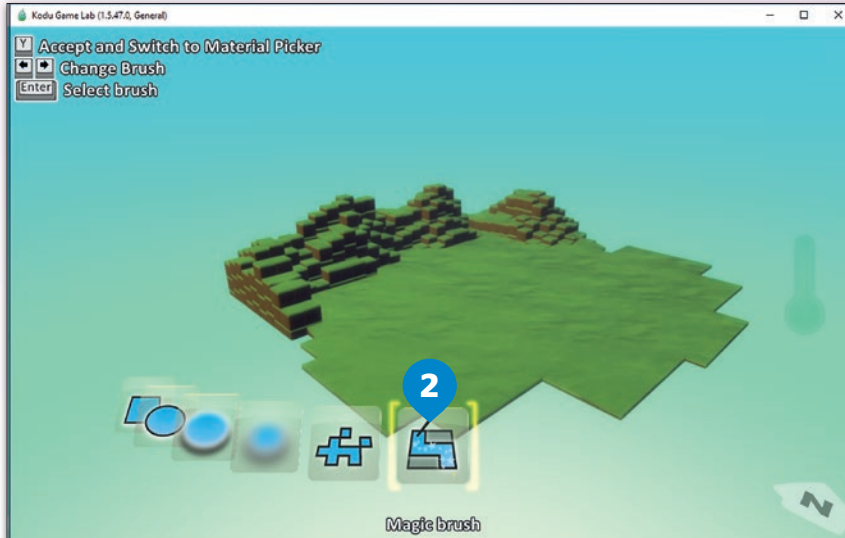 Kodu Game Lab (1.5.47.0, General)
Y Accept and Switch to Material Picker
Change Brush
Enter Select brush
2
Magic brush
N